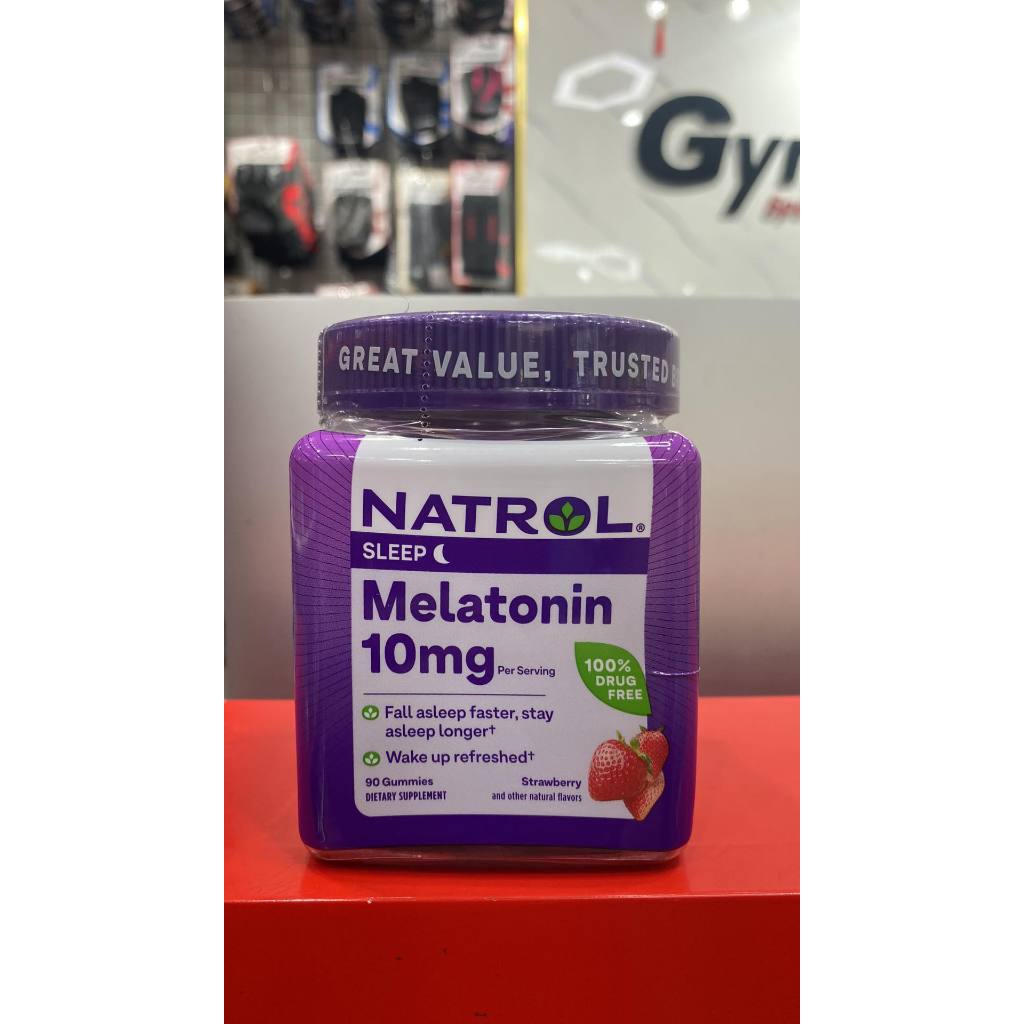 Gy
GREAT VALUE, TRUSTED
NATROL®
SLEEP
Melatonin
10mg Per Serving
100%
DRUG
FREE
Fall asleep faster, stay
asleep longer†
Wake up refreshed†
90 Gummies
Strawberry
DIETARY SUPPLEMENT
and other natural flavors